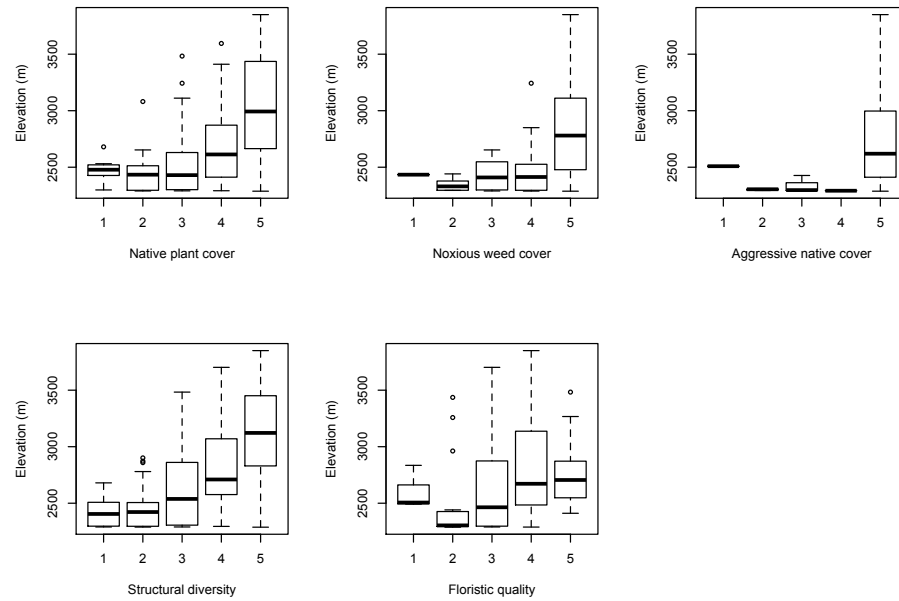 Elevation (m)
3500
3000
2500
1 2 3 4 5
Native plant cover
Elevation (m)
3500
3000
2500
1 2 3 4 5
Noxious weed cover
Elevation (m)
3500
3000
2500
1 2 3 4 5
Aggressive native cover
Elevation (m)
3500
3000
2500
1 2 3 4 5
Structural diversity
Elevation (m)
3500
3000
2500
1 2 3 4 5
Floristic quality